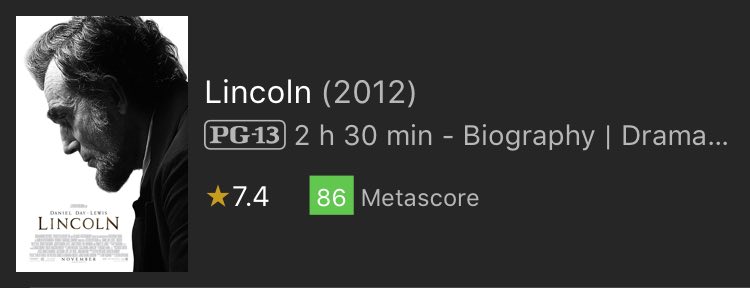 DANIEL DAY-LEWIS
LINCOLN
NOVEMBER
Lincoln (2012)
PG-13 2 h 30 min - Biography | Drama...
★7.4 86 Metascore